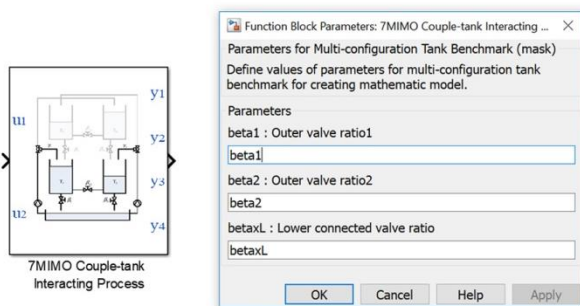 u1
u2
y1
y2
y3
y4
7MIMO Couple-tank
Interacting Process
Function Block Parameters: 7MIMO Couple-tank Interacting ...
Parameters for Multi-configuration Tank Benchmark (mask)
Define values of parameters for multi-configuration tank
benchmark for creating mathematic model.
Parameters
beta1 : Outer valve ratio1
beta1
beta2 : Outer valve ratio2
beta2
betaxL : Lower connected valve ratio
betaxL
OK
Cancel
Help
Apply